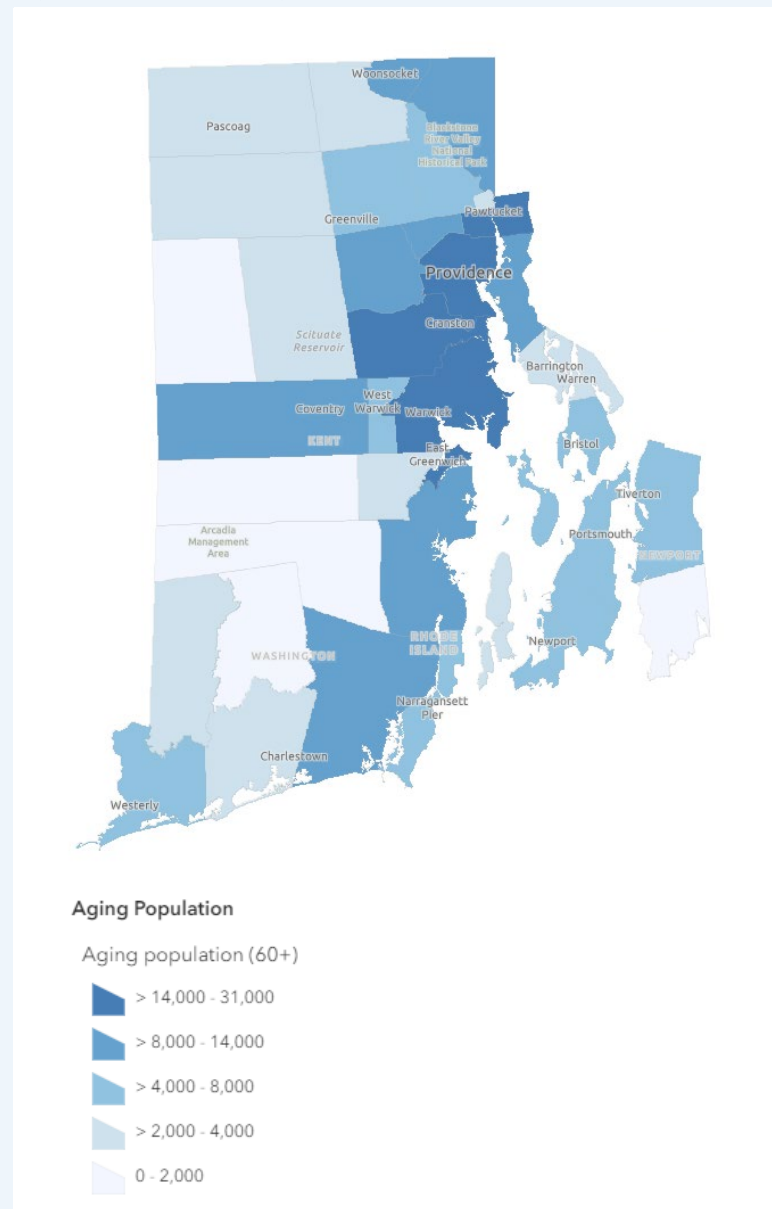 Woonsocket
Pascoag
Blackstone
River Valley
National
Historical Park
Pawtucket
Greenville
Providence
Cranston
Scituate
Reservoir
Barrington
Warren
West
Warwick
Coventry
Warwick
KENT
Bristol
East
Greenwich
Tiverton
Arcadia
Management
Area
Portsmouth
NEWPORT
RHODE
ISLAND
Newport
WASHINGTON
Narragansett
Pier
Charlestown
Westerly
Aging Population
Aging population (60+)
> 14,000 - 31,000
> 8,000 - 14,000
> 4,000 - 8,000
> 2,000 - 4,000
0 - 2,000